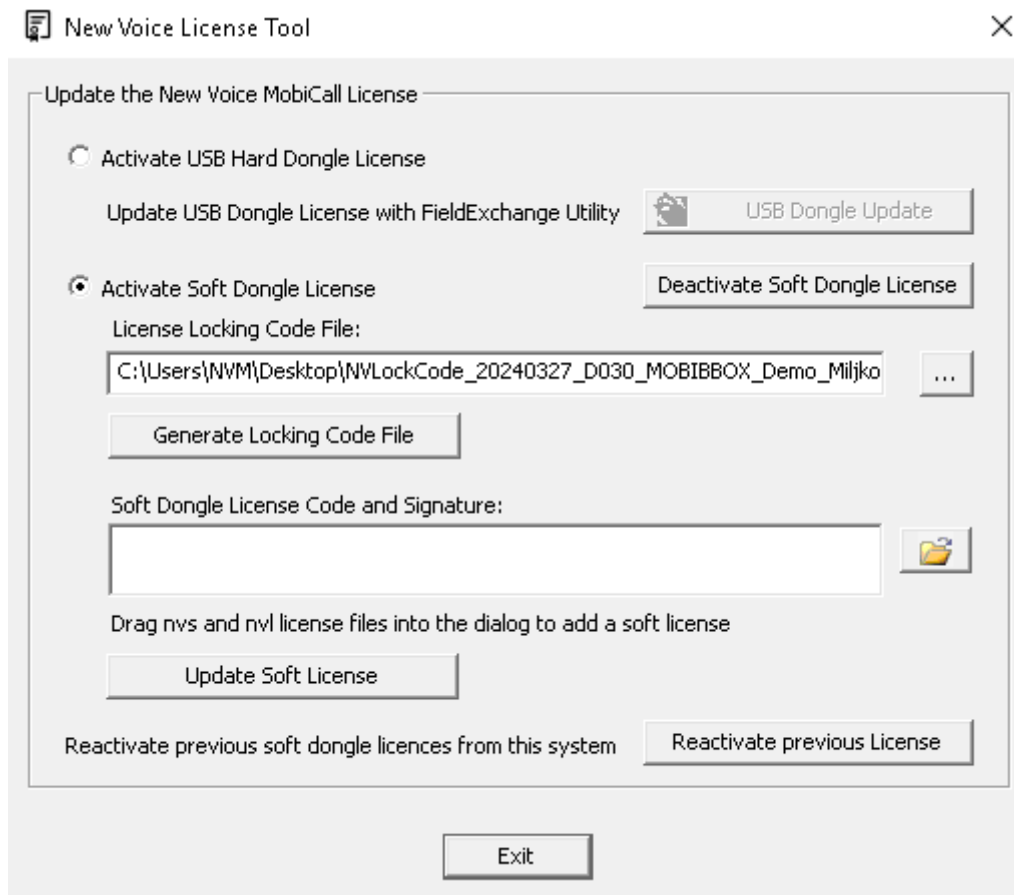 New Voice License Tool
Update the New Voice MobiCall License
Activate USB Hard Dongle License
Update USB Dongle License with FieldExchange Utility
USB Dongle Update
Activate Soft Dongle License
Deactivate Soft Dongle License
License Locking Code File:
C:\Users\NVM\Desktop\NVLockCode_20240327_D030_MOBIBBOX_Demo_Miljko
...
Generate Locking Code File
Soft Dongle License Code and Signature:
Drag nvs and nvl license files into the dialog to add a soft license
Update Soft License
Reactivate previous soft dongle licences from this system
Reactivate previous License
Exit